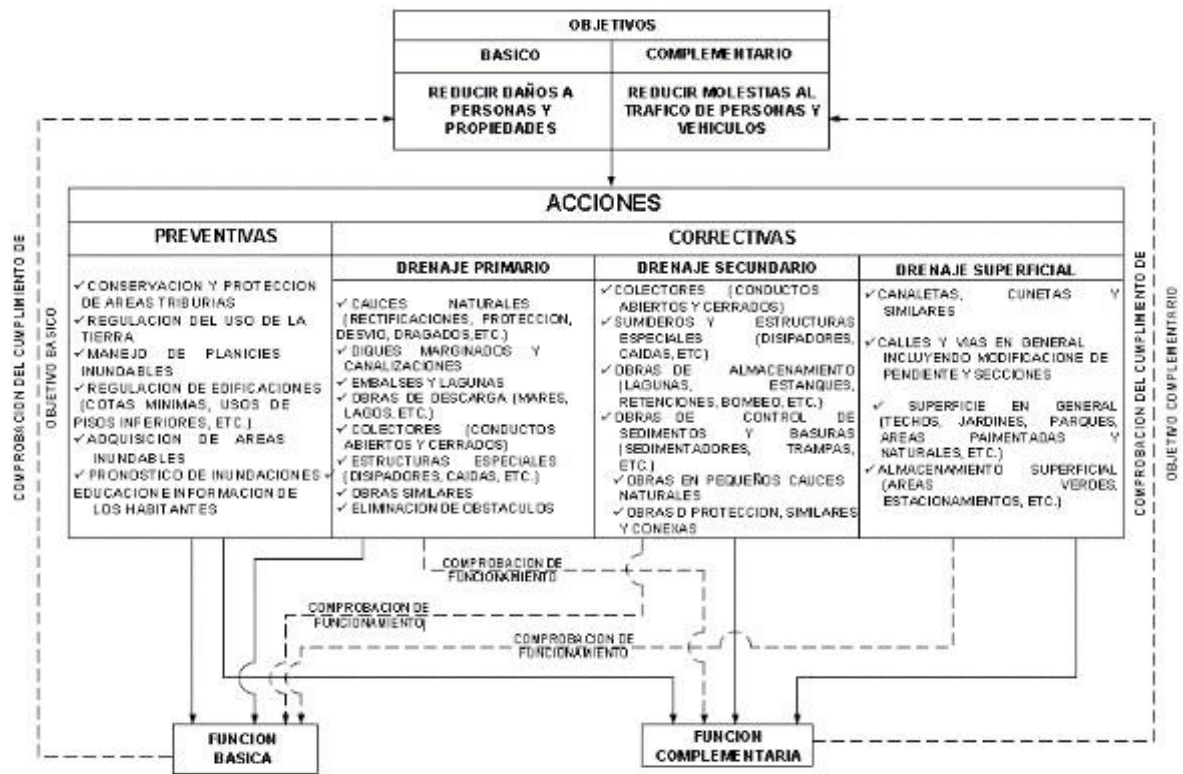 OBJETIVOS
BASICO
COMPLEMENTARIO
REDUCIR DAÑOS A
PERSONAS Y
PROPIEDADES
REDUCIR MOLESTIAS AL
TRAFICO DE PERSONAS Y
VEHICULOS
ACCIONES
PREVENTIVAS
CORRECTIVAS
✓ CONSERVACION Y PROTECCION
DE AREAS TRIBURIAS
✓ REGULACION DEL USO DE LA
TIERRA
✓ MANEJO DE PLANICIES
INUNDABLES
✓ REGULACION DE EDIFICACIONES
(COTAS MINIMAS, USOS DE
PISOS INFERIORES, ETC.)
✓ ADQUISICION DE AREAS
INUNDABLES
✓ PRONOSTICO DE INUNDACIONES
EDUCACION E INFORMACION DE
LOS HABITANTES
DRENAJE PRIMARIO
✓ CAUCES NATURALES
(RECTIFICACIONES, PROTECCION,
DESVIO, DRAGADOS, ETC.)
✓ DIQUES MARGINADOS Y
CANALIZACIONES
✓ EMBALSES Y LAGUNAS
✓ OBRAS DE DESCARGA (MARES,
LAGOS, ETC.)
✓ COLECTORES (CONDUCTOS
ABIERTOS Y CERRADOS)
✓ ESTRUCTURAS ESPECIALES
✓ (DISIPADORES, CAIDAS, ETC.)
✓ OBRAS SIMILARES
✓ ELIMINACION DE OBSTACULOS
DRENAJE SECUNDARIO
✓ COLECTORES (CONDUCTOS
ABIERTOS Y CERRADOS)
✓ SUMIDEROS Y ESTRUCTURAS
ESPECIALES (DISIPADORES,
CAIDAS, ETC)
✓ OBRAS DE ALMACENAMIENTO
(LAGUNAS, ESTANQUES,
RETENCIONES, BOMBEO, ETC.)
✓ OBRAS DE CONTROL DE
SEDIMENTOS Y BASURAS
(SEDIMENTADORES, TRAMPAS,
ETC.)
✓ OBRAS EN PEQUEÑOS CAUCES
NATURALES
✓ OBRAS D PROTECCION, SIMILARES
Y CONEXAS
DRENAJE SUPERFICIAL
✓ CANALETAS, CUNETAS Y
SIMILARES
✓ CALLES Y VIAS EN GENERAL
INCLUYENDO MODIFICACINE DE
PENDIENTE Y SECCIONES
✓ SUPERFICIE EN GENERAL
(TECHOS, JARDINES, PARQUES,
AREAS PAIMENTADAS Y
NATURALES, ETC.)
✓ ALMACENAMIENTO SUPERFICIAL
(AREAS VERDES,
ESTACIONAMIENTOS, ETC.)
COMPROBACION DEL CUMPLIMIENTO DE
OBJETIVO BASICO
COMPROBACION DEL CUMPLIMIENTO DE
OBJETIVO COMPLEMENTARIO
COMPROBACION DE
FUNCIONAMIENTO
COMPROBACION DE
FUNCIONAMIENTO
COMPROBACION DE
FUNCIONAMIENTO
FUNCION
BASICA
FUNCION
COMPLEMENTARIA